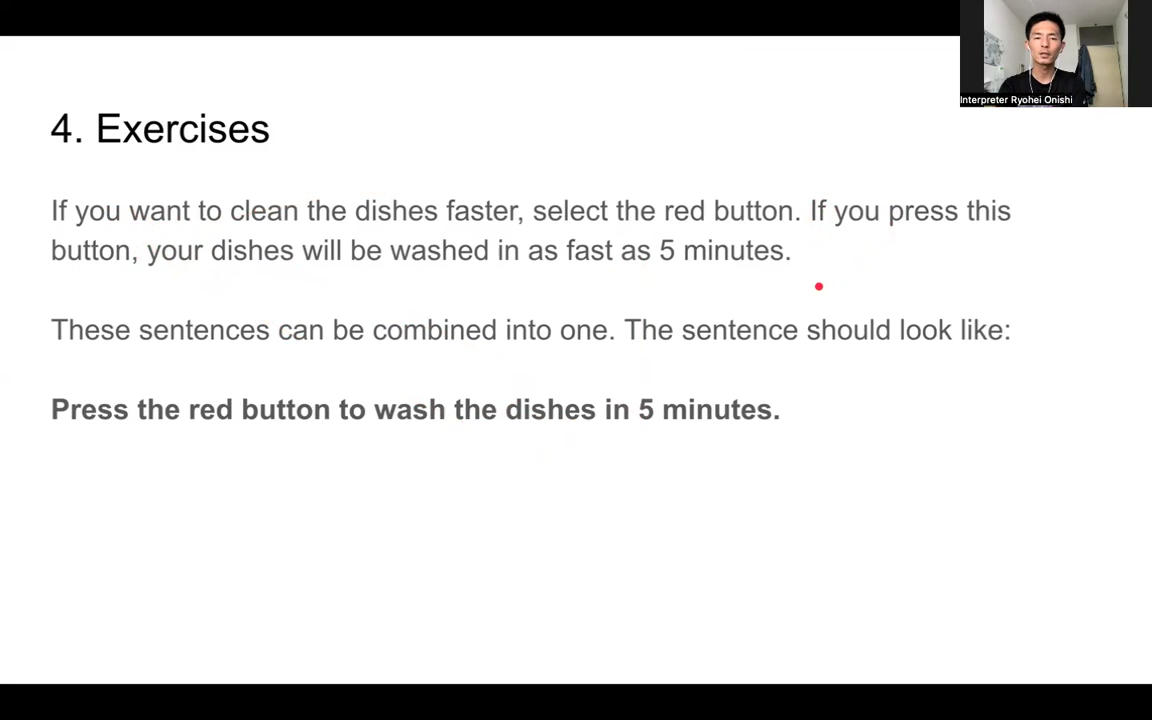 Interpreter Ryohei Onishi
4. Exercises
If you want to clean the dishes faster, select the red button. If you press this
button, your dishes will be washed in as fast as 5 minutes.
These sentences can be combined into one. The sentence should look like:
Press the red button to wash the dishes in 5 minutes.